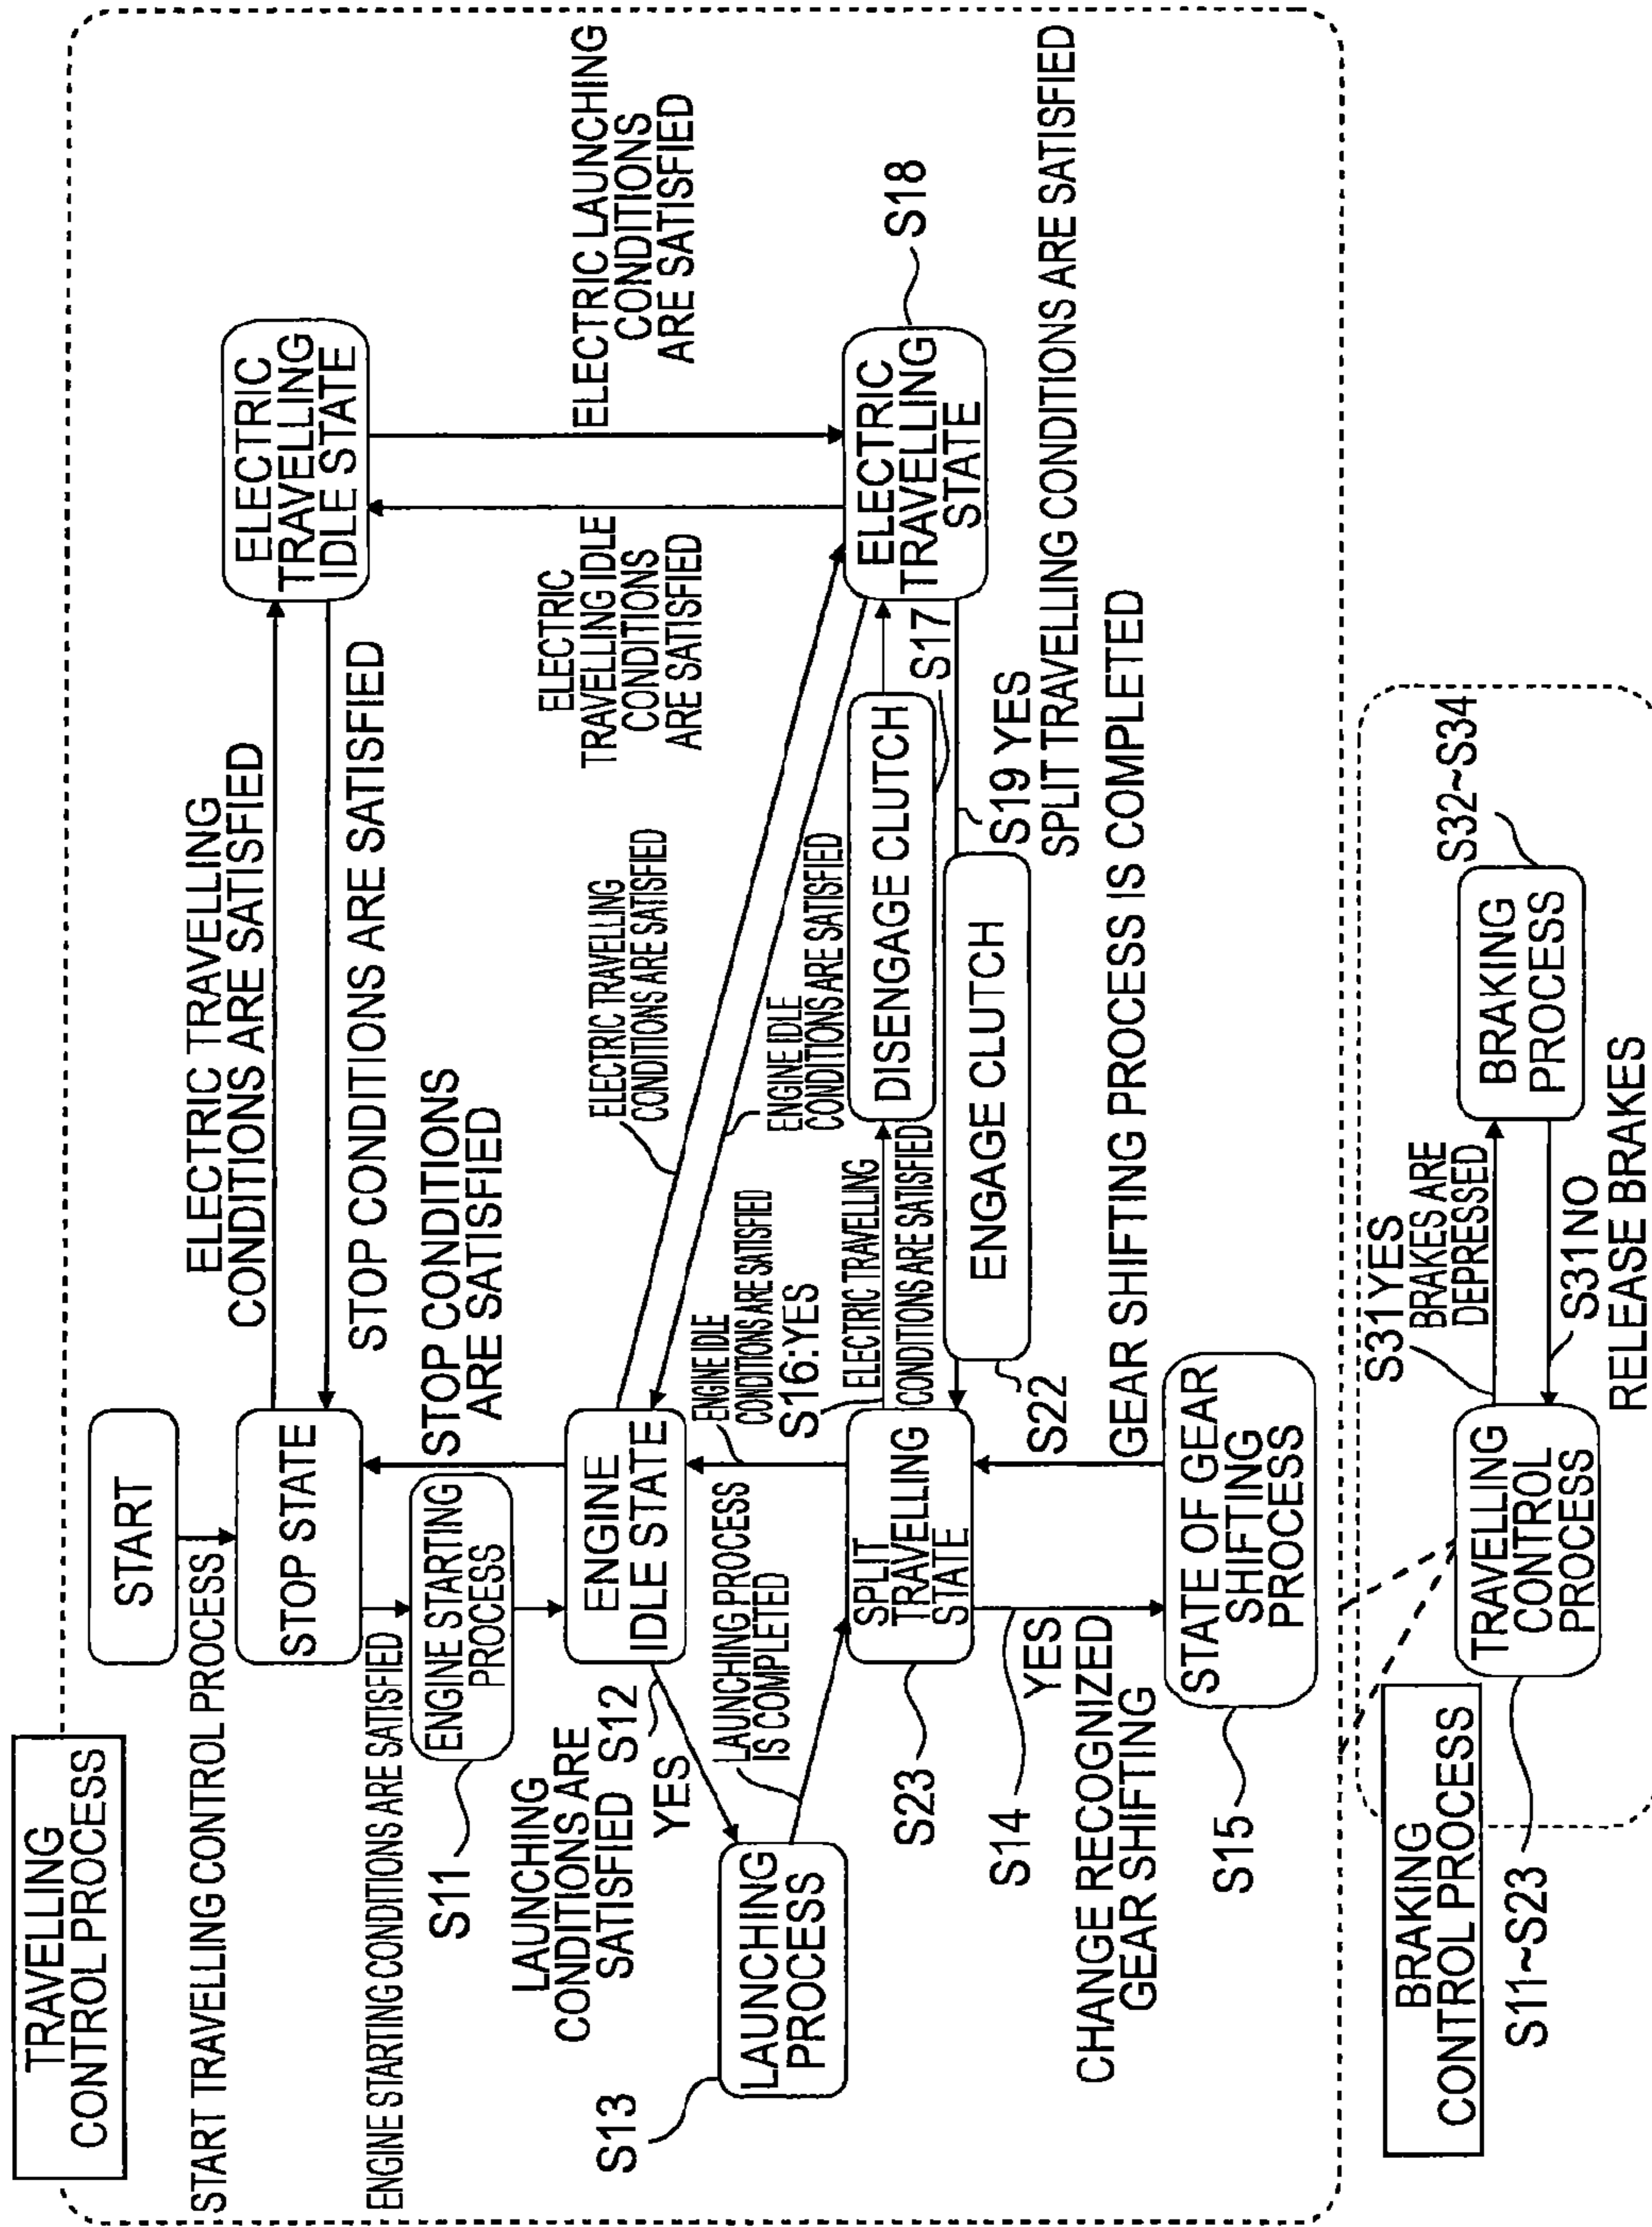 TRAVELLING
CONTROL PROCESS
START TRAVELLING CONTROL PROCESS
START
STOP STATE
ELECTRIC TRAVELLING
CONDITIONS ARE SATISFIED
STOP CONDITIONS ARE SATISFIED
ELECTRIC
TRAVELLING
IDLE STATE
ENGINE STARTING CONDITIONS ARE SATISFIED
ENGINE STARTING
PROCESS
S11
STOP CONDITIONS
ARE SATISFIED
ELECTRIC
TRAVELLING IDLE
CONDITIONS
ARE SATISFIED
ELECTRIC LAUNCHING
CONDITIONS
ARE SATISFIED
LAUNCHING
CONDITIONS ARE
SATISFIED S12
YES
ENGINE
IDLE STATE
ELECTRIC TRAVELLING
CONDITIONS ARE SATISFIED
ENGINE IDLE
CONDITIONS ARE SATISFIED
S13
LAUNCHING
PROCESS
LAUNCHING PROCESS
IS COMPLETED
ENGINE IDLE
CONDITIONS ARE SATISFIED
S16:YES
ELECTRIC TRAVELLING
CONDITIONS ARE SATISFIED
DISENGAGE CLUTCH
S17
ELECTRIC
TRAVELLING
STATE
S18
SPLIT
TRAVELLING
STATE
S23
ENGAGE CLUTCH
S22
S19 YES
SPLIT TRAVELLING CONDITIONS ARE SATISFIED
S14
YES
CHANGE RECOGNIZED
GEAR SHIFTING
GEAR SHIFTING PROCESS IS COMPLETED
STATE OF GEAR
SHIFTING
PROCESS
S15
BRAKING
CONTROL PROCESS
S11~S23
TRAVELLING
CONTROL
PROCESS
S31YES
BRAKES ARE
DEPRESSED
S31NO
RELEASE BRAKES
BRAKING
PROCESS
S32~S34